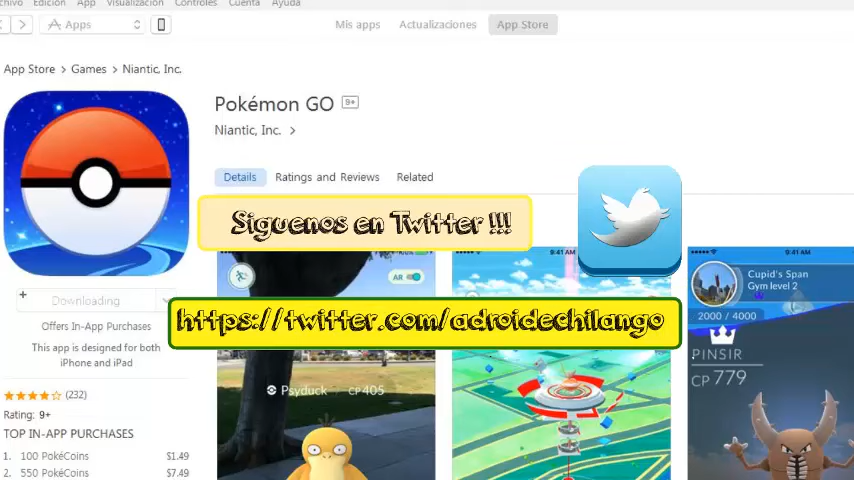 Edición App Visualización Controles Cuenta Ayuda
Apps
Mis apps Actualizaciones App Store
App Store > Games > Niantic, Inc.
Pokémon GO 9+
Niantic, Inc. >
Details Ratings and Reviews Related
Siguenos en Twitter !!!
https://twitter.com/adroidechilango
+ Downloading
Offers In-App Purchases
This app is designed for both
iPhone and iPad
(232)
Rating: 9+
TOP IN-APP PURCHASES
1. 100 PokéCoins $1.49
2. 550 PokéCoins $7.49
AR
Psyduck CP405
9:41 AM
9:41 AM
Cupid's Span
Gym level 2
2000 / 4000
PINSIR
CP 779